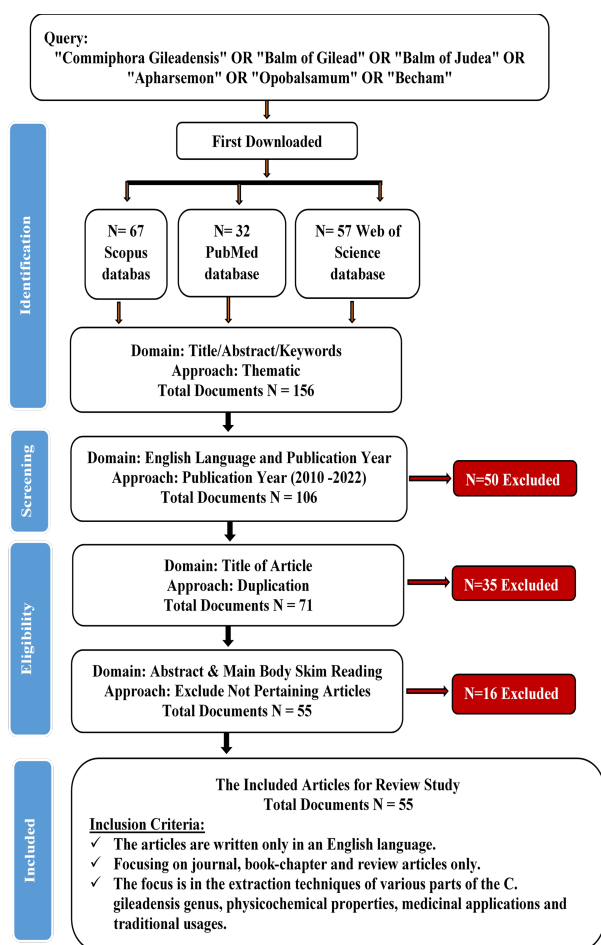 Query:
"Commiphora Gileadensis" OR "Balm of Gilead" OR "Balm of Judea" OR
"Apharsemon" OR "Opobalsamum" OR "Becham"
Identification
First Downloaded
N= 67
Scopus
databas
N= 32
PubMed
database
N= 57 Web of
Science
database
Domain: Title/Abstract/Keywords
Approach: Thematic
Total Documents N = 156
Screening
Domain: English Language and Publication Year
Approach: Publication Year (2010 -2022)
Total Documents N = 106
N=50 Excluded
Eligibility
Domain: Title of Article
Approach: Duplication
Total Documents N = 71
N=35 Excluded
Domain: Abstract & Main Body Skim Reading
Approach: Exclude Not Pertaining Articles
Total Documents N = 55
N=16 Excluded
Included
The Included Articles for Review Study
Total Documents N = 55
Inclusion Criteria:
✓ The articles are written only in an English language.
✓ Focusing on journal, book-chapter and review articles only.
✓ The focus is in the extraction techniques of various parts of the C.
gileadensis genus, physicochemical properties, medicinal applications and
traditional usages.